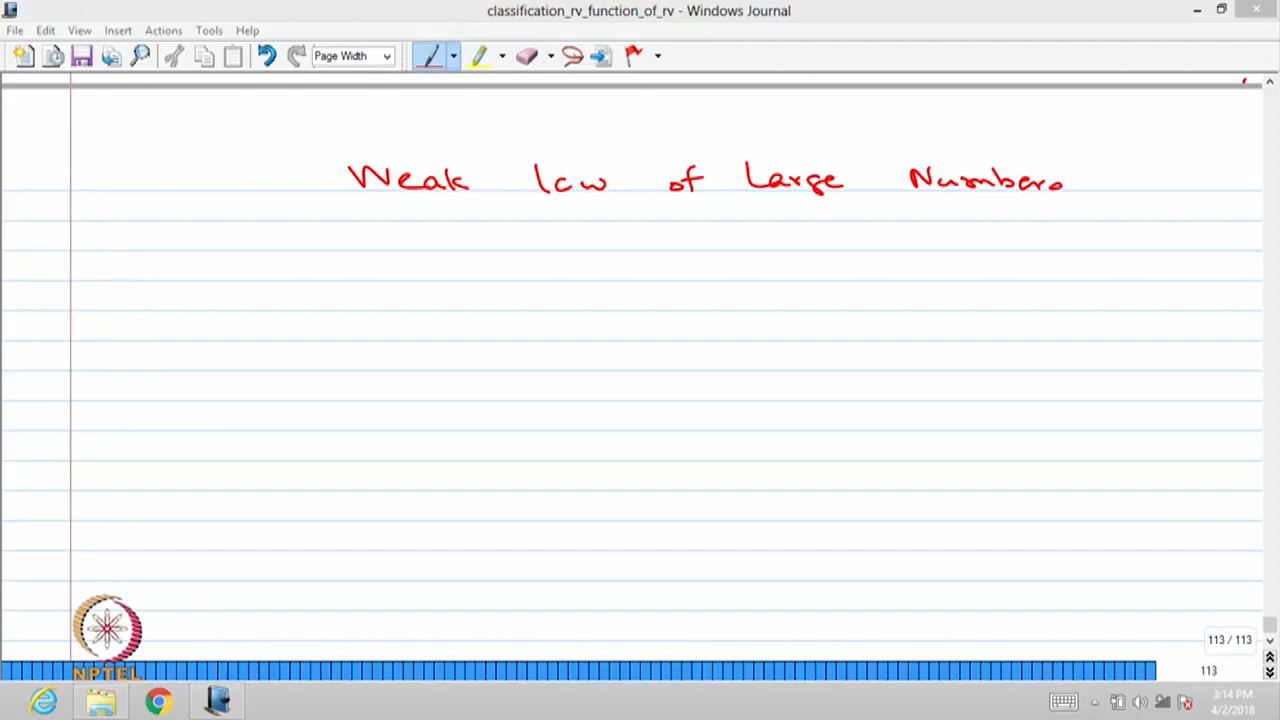 classification_rv_function_of_rv - Windows Journal
File Edit View Insert Actions Tools Help
Page Width
Weak law of Large Numbers
113 / 113
NPTEL
113
3:14 PM
4/2/2018